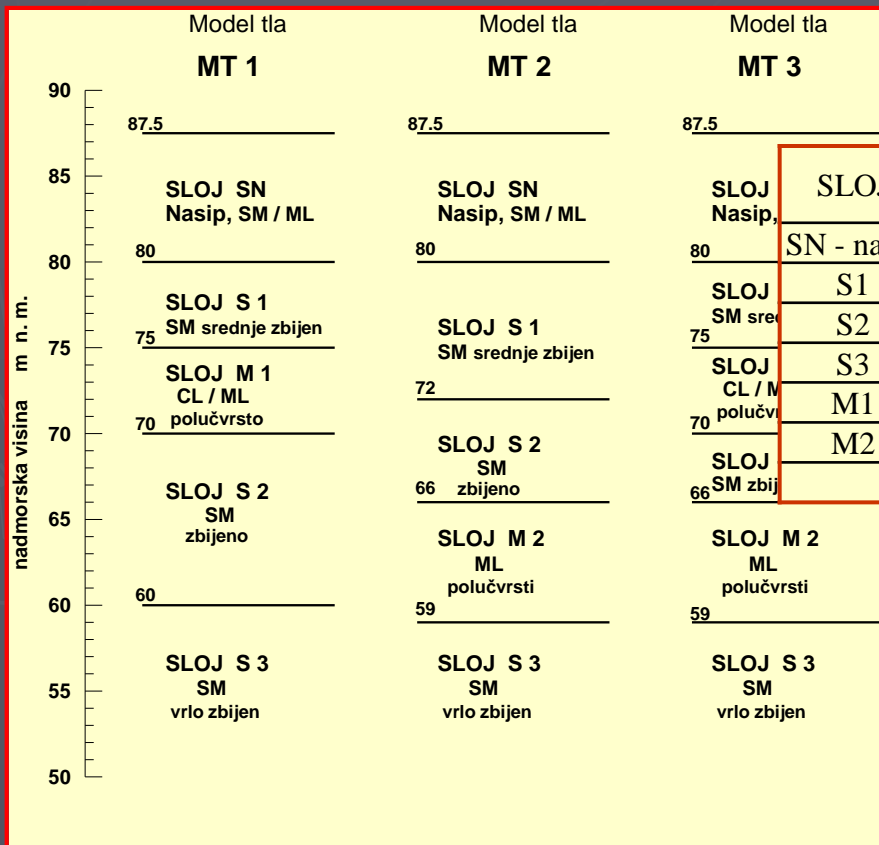 Model tla
MT 1
Model tla
MT 2
Model tla
MT 3
nadmorska visina m n. m.
90
85
80
75
70
65
60
55
50
87.5
SLOJ SN
Nasip, SM / ML
80
SLOJ S 1
SM srednje zbijen
75
SLOJ M 1
CL / ML
polučvrsto
70
SLOJ S 2
SM
zbijeno
60
SLOJ S 3
SM
vrlo zbijen
87.5
SLOJ SN
Nasip, SM / ML
80
SLOJ S 1
SM srednje zbijen
72
SLOJ S 2
SM
zbijeno
66
SLOJ M 2
ML
polučvrsti
59
SLOJ S 3
SM
vrlo zbijen
87.5
SLOJ
Nasip,
80
SLOJ
SM
75
SLOJ
CL /
70
SLOJ
SM
66
SLOJ M 2
ML
polučvrsti
59
SLOJ S 3
SM
vrlo zbijen
SN -
S1
S2
S3
M1
M2